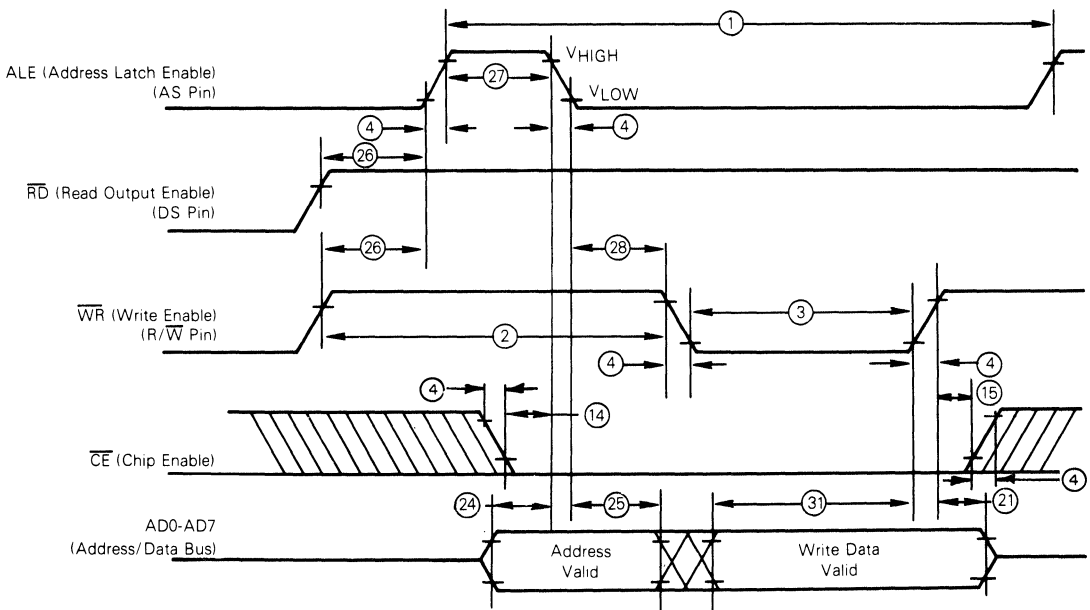 1
ALE (Address Latch Enable)
(AS Pin)
27
VHIGH
VLOW
4
4
26
RD (Read Output Enable)
(DS Pin)
26
28
WR (Write Enable)
(R/W Pin)
2
3
4
4
4
14
15
CE (Chip Enable)
4
24
25
31
21
AD0-AD7
(Address/Data Bus)
Address
Valid
Write Data
Valid